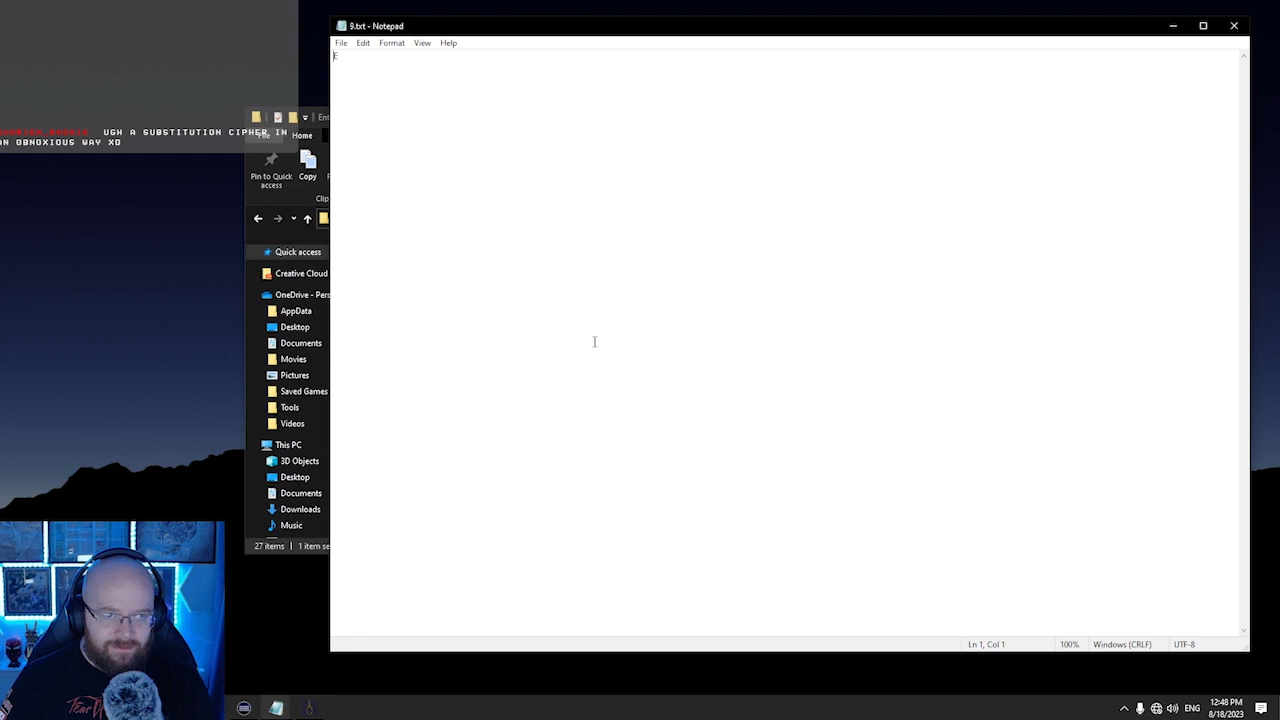 9.txt - Notepad
File Edit Format View Help
E
UGH A SUBSTITUTION CIPHER IN
AN OBNOXIOUS WAY XD
File Home
Pin to Quick
access
Copy
Quick access
Creative Cloud
OneDrive - Pers
AppData
Desktop
Documents
Movies
Pictures
Saved Games
Tools
Videos
This PC
3D Objects
Desktop
Documents
Downloads
Music
27 items 1 item se
Ln 1, Col 1 100% Windows (CRLF) UTF-8
ENG
12:48 PM
8/18/2023